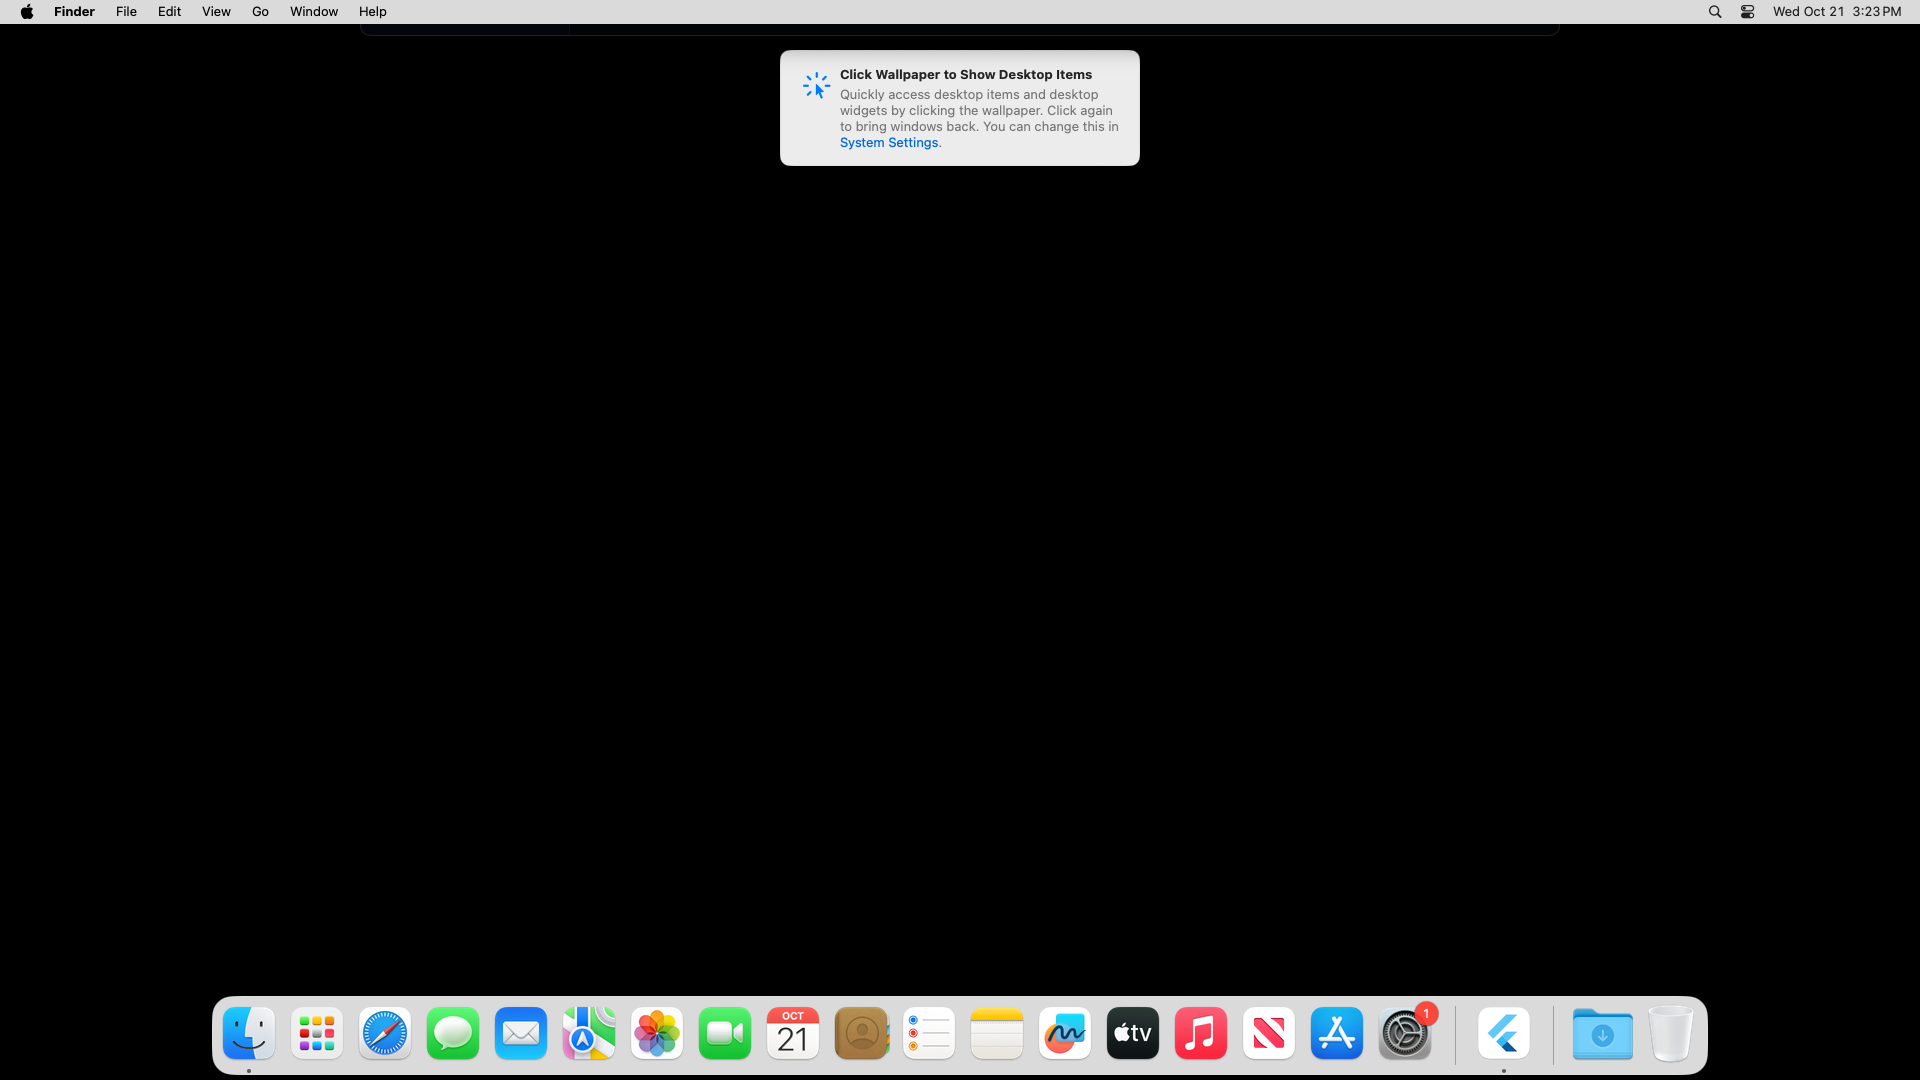 Finder File Edit View Go Window Help Wed Oct 21 3:23 PM
Click Wallpaper to Show Desktop Items
Quickly access desktop items and desktop
widgets by clicking the wallpaper. Click again
to bring windows back. You can change this in
System Settings.
OCT
21
tv
1